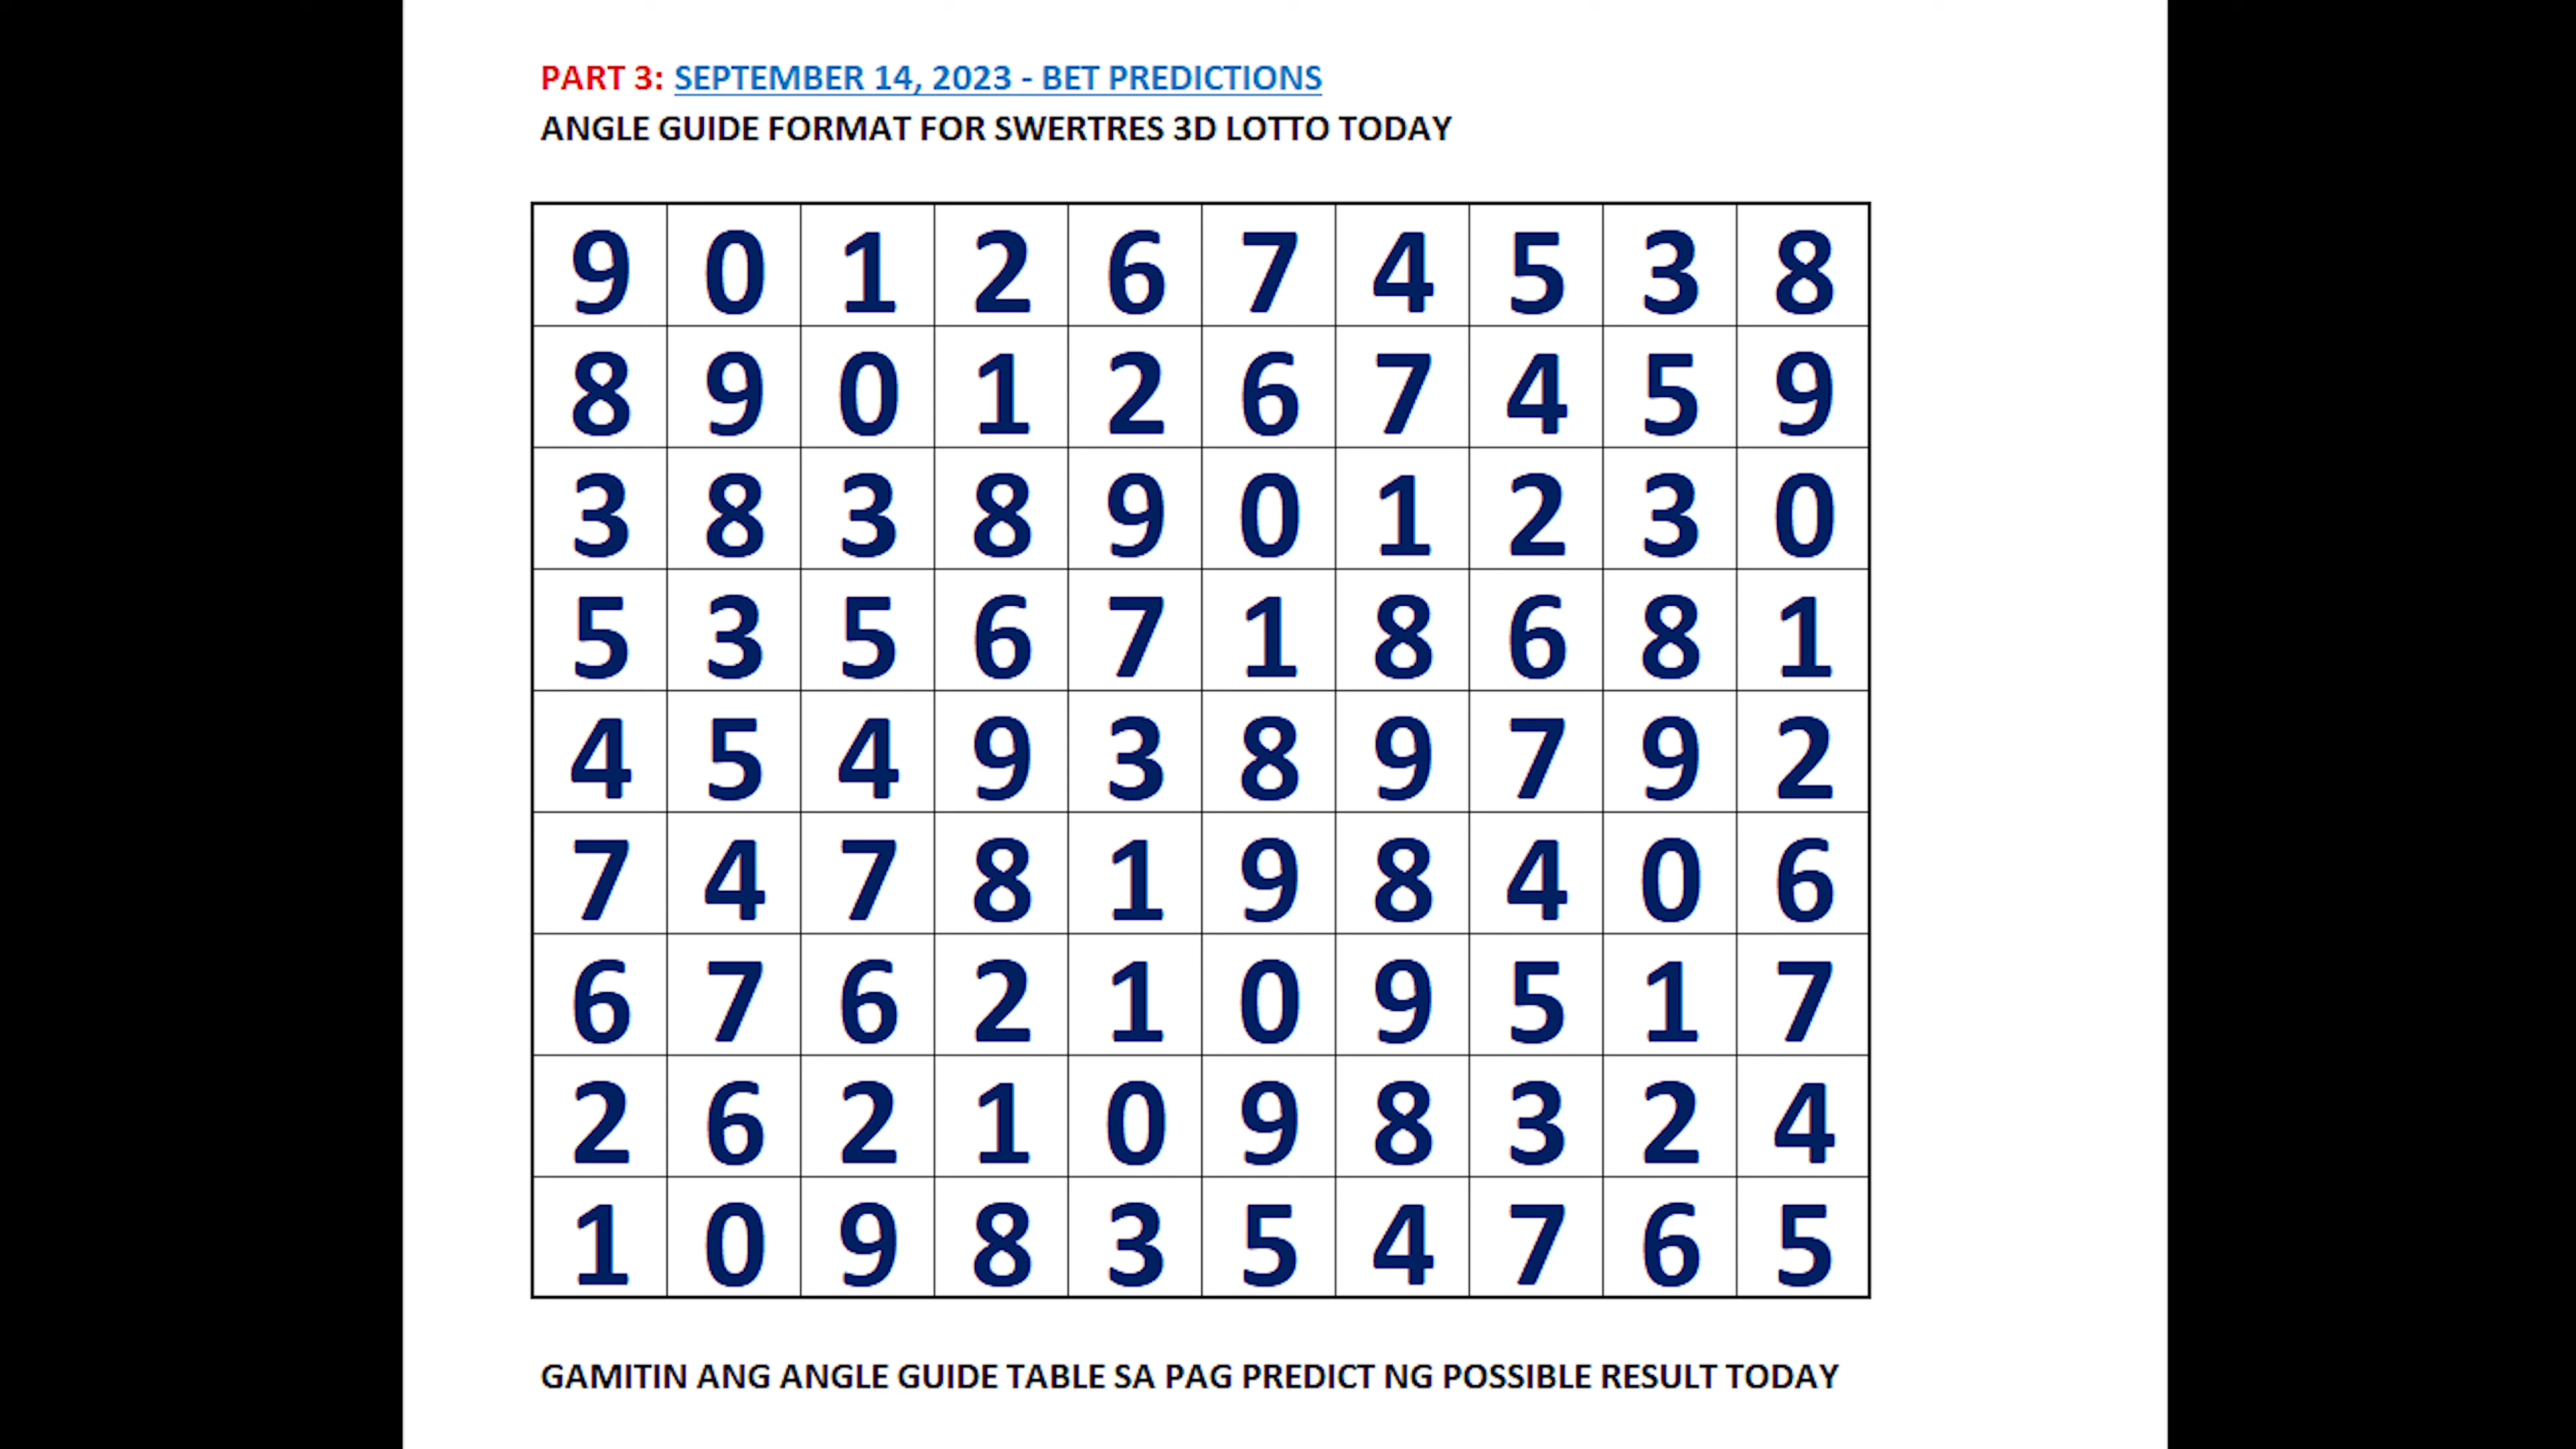 PART 3: SEPTEMBER 14, 2023 - BET PREDICTIONS
ANGLE GUIDE FORMAT FOR SWERTRES 3D LOTTO TODAY
9 0 1 2 6 7 4 5 3 8
8 9 0 1 2 6 7 4 5 9
3 8 3 8 9 0 1 2 3 0
5 3 5 6 7 1 8 6 8 1
4 5 4 9 3 8 9 7 9 2
7 4 7 8 1 9 8 4 0 6
6 7 6 2 1 0 9 5 1 7
2 6 2 1 0 9 8 3 2 4
1 0 9 8 3 5 4 7 6 5
GAMITIN ANG ANGLE GUIDE TABLE SA PAG PREDICT NG POSSIBLE RESULT TODAY